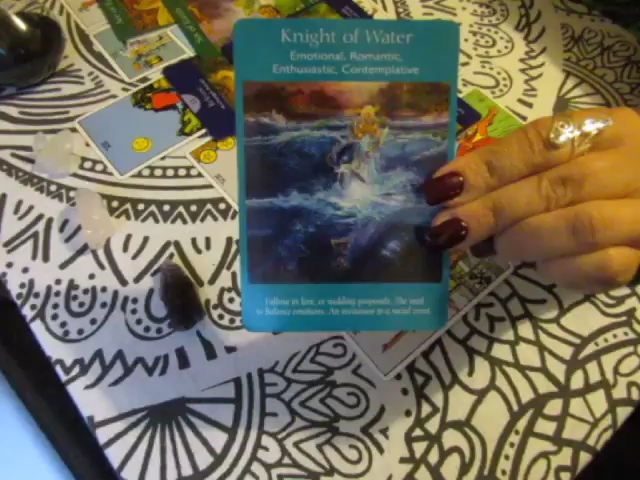 Knight of Water
Emotional, Romantic,
Enthusiastic, Contemplative
Falling in love, or wedding proposals. The need
to balance emotions. An invitation to a social event.